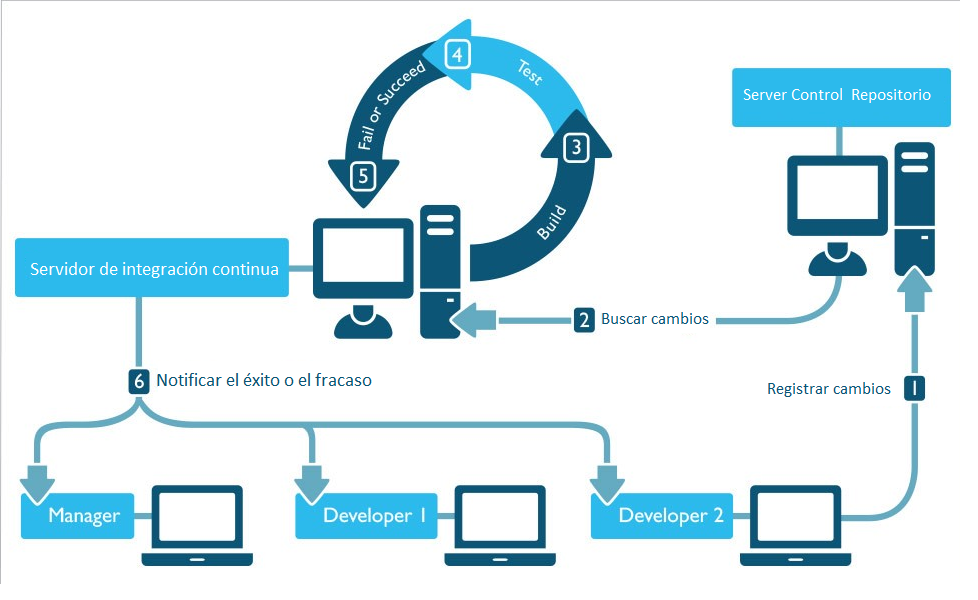 4
Test
Fail or Succeed
Server Control Repositorio
3
5
Build
Servidor de integración continua
2 Buscar cambios
6 Notificar el éxito o el fracaso
Registrar cambios 1
Manager
Developer 1
Developer 2